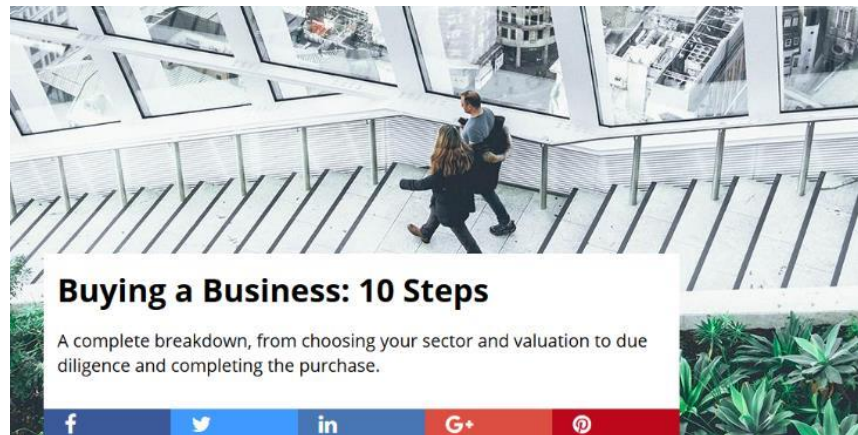 Buying a Business: 10 Steps
A complete breakdown, from choosing your sector and valuation to due
diligence and completing the purchase.
f
in
G+